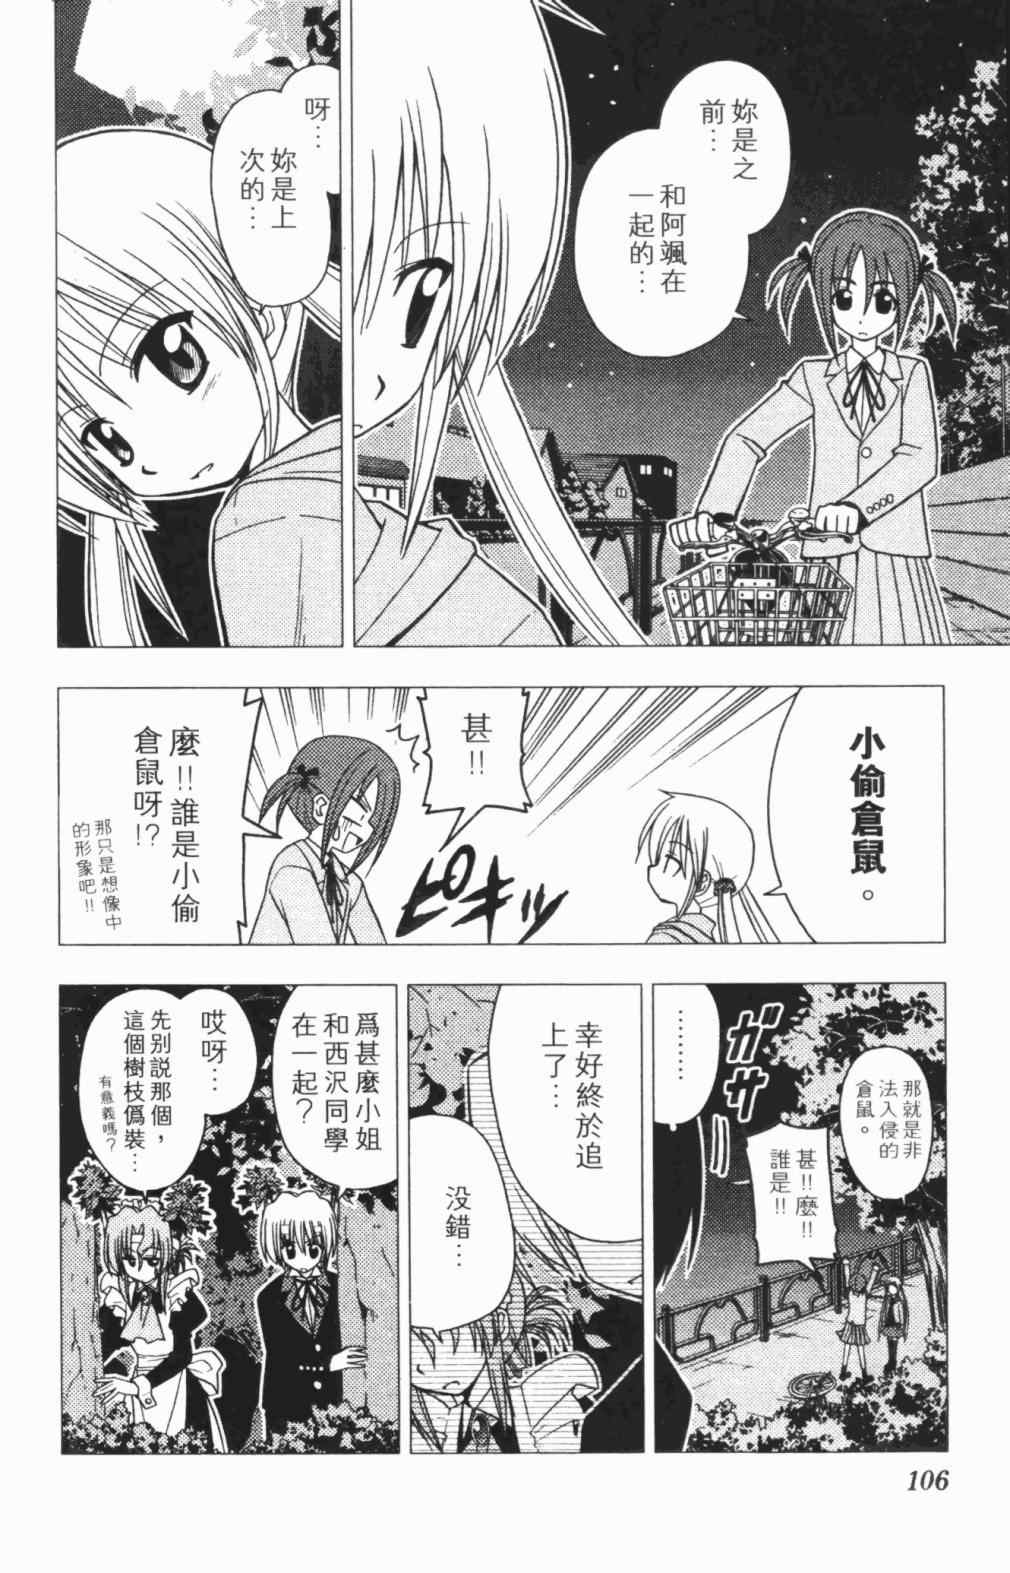 妳是之
前…
和阿颯在
一起的…
呀…
妳是上
次的…
小偷倉鼠。
甚!!
ピキッ
麼!!誰是小偷
倉鼠呀!?
那只是想像中
的形象吧!!
那就是非
法入侵的
倉鼠。
甚!!麼!!
誰是!!
ガサ
………
幸好終於追
上了…
没錯…
爲甚麼小姐
和西沢同學
在一起?
哎呀…
先別説那個,
這個樹枝偽裝…
有意義嗎?
106